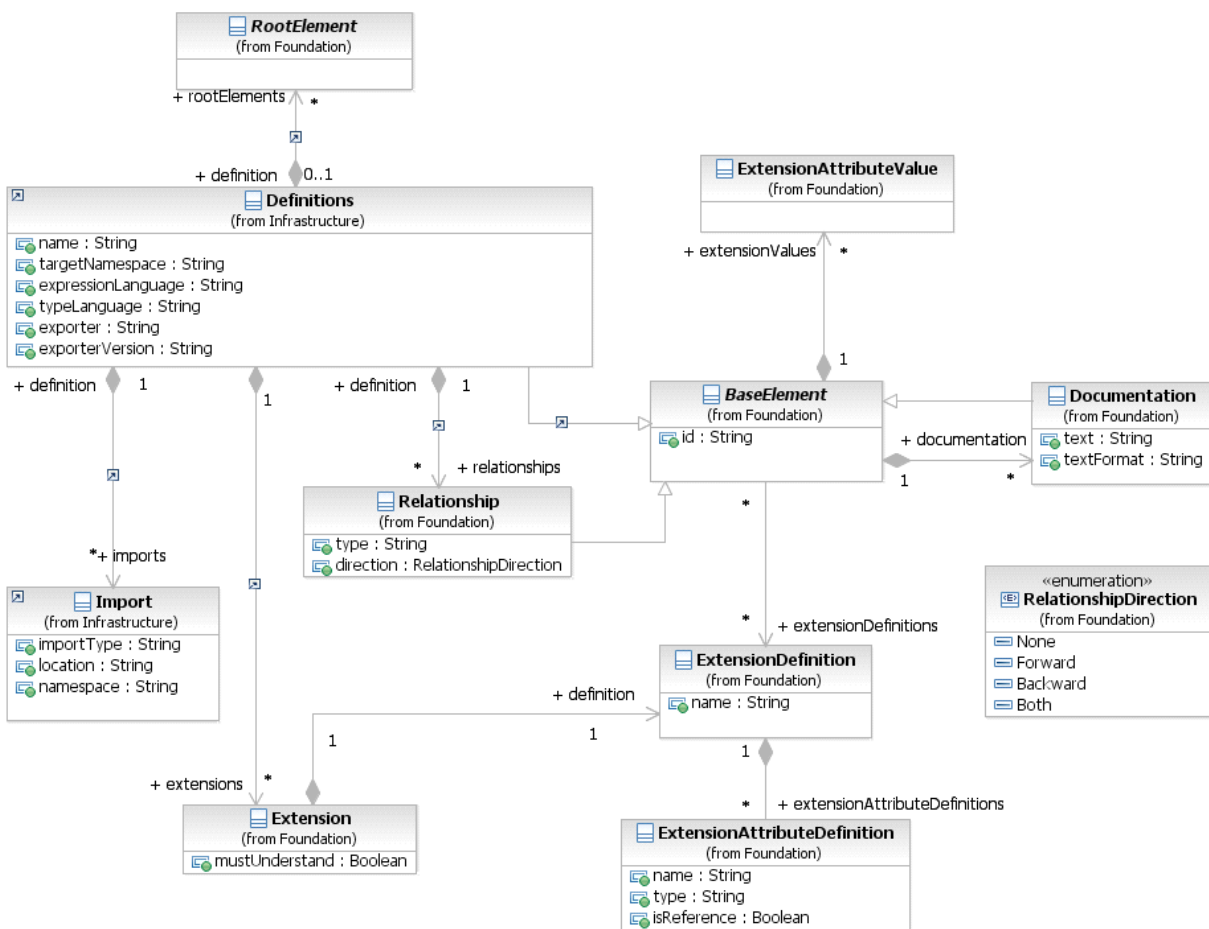 RootElement
(from Foundation)
+ rootElements
*
+ definition
0..1
Definitions
(from Infrastructure)
name : String
targetNamespace : String
expressionLanguage : String
typeLanguage : String
exporter : String
exporterVersion : String
ExtensionAttributeValue
(from Foundation)
+ extensionValues
*
1
+ definition
1
1
+ definition
1
BaseElement
(from Foundation)
id : String
Documentation
(from Foundation)
text : String
textFormat : String
+ documentation
1
*
*
+ relationships
Relationship
(from Foundation)
type : String
direction : RelationshipDirection
*
*
+ extensionDefinitions
*+ imports
Import
(from Infrastructure)
importType : String
location : String
namespace : String
«enumeration»
RelationshipDirection
(from Foundation)
None
Forward
Backward
Both
ExtensionDefinition
(from Foundation)
name : String
+ definition
1
1
1
+ extensions
*
Extension
(from Foundation)
mustUnderstand : Boolean
*
+ extensionAttributeDefinitions
ExtensionAttributeDefinition
(from Foundation)
name : String
type : String
isReference : Boolean